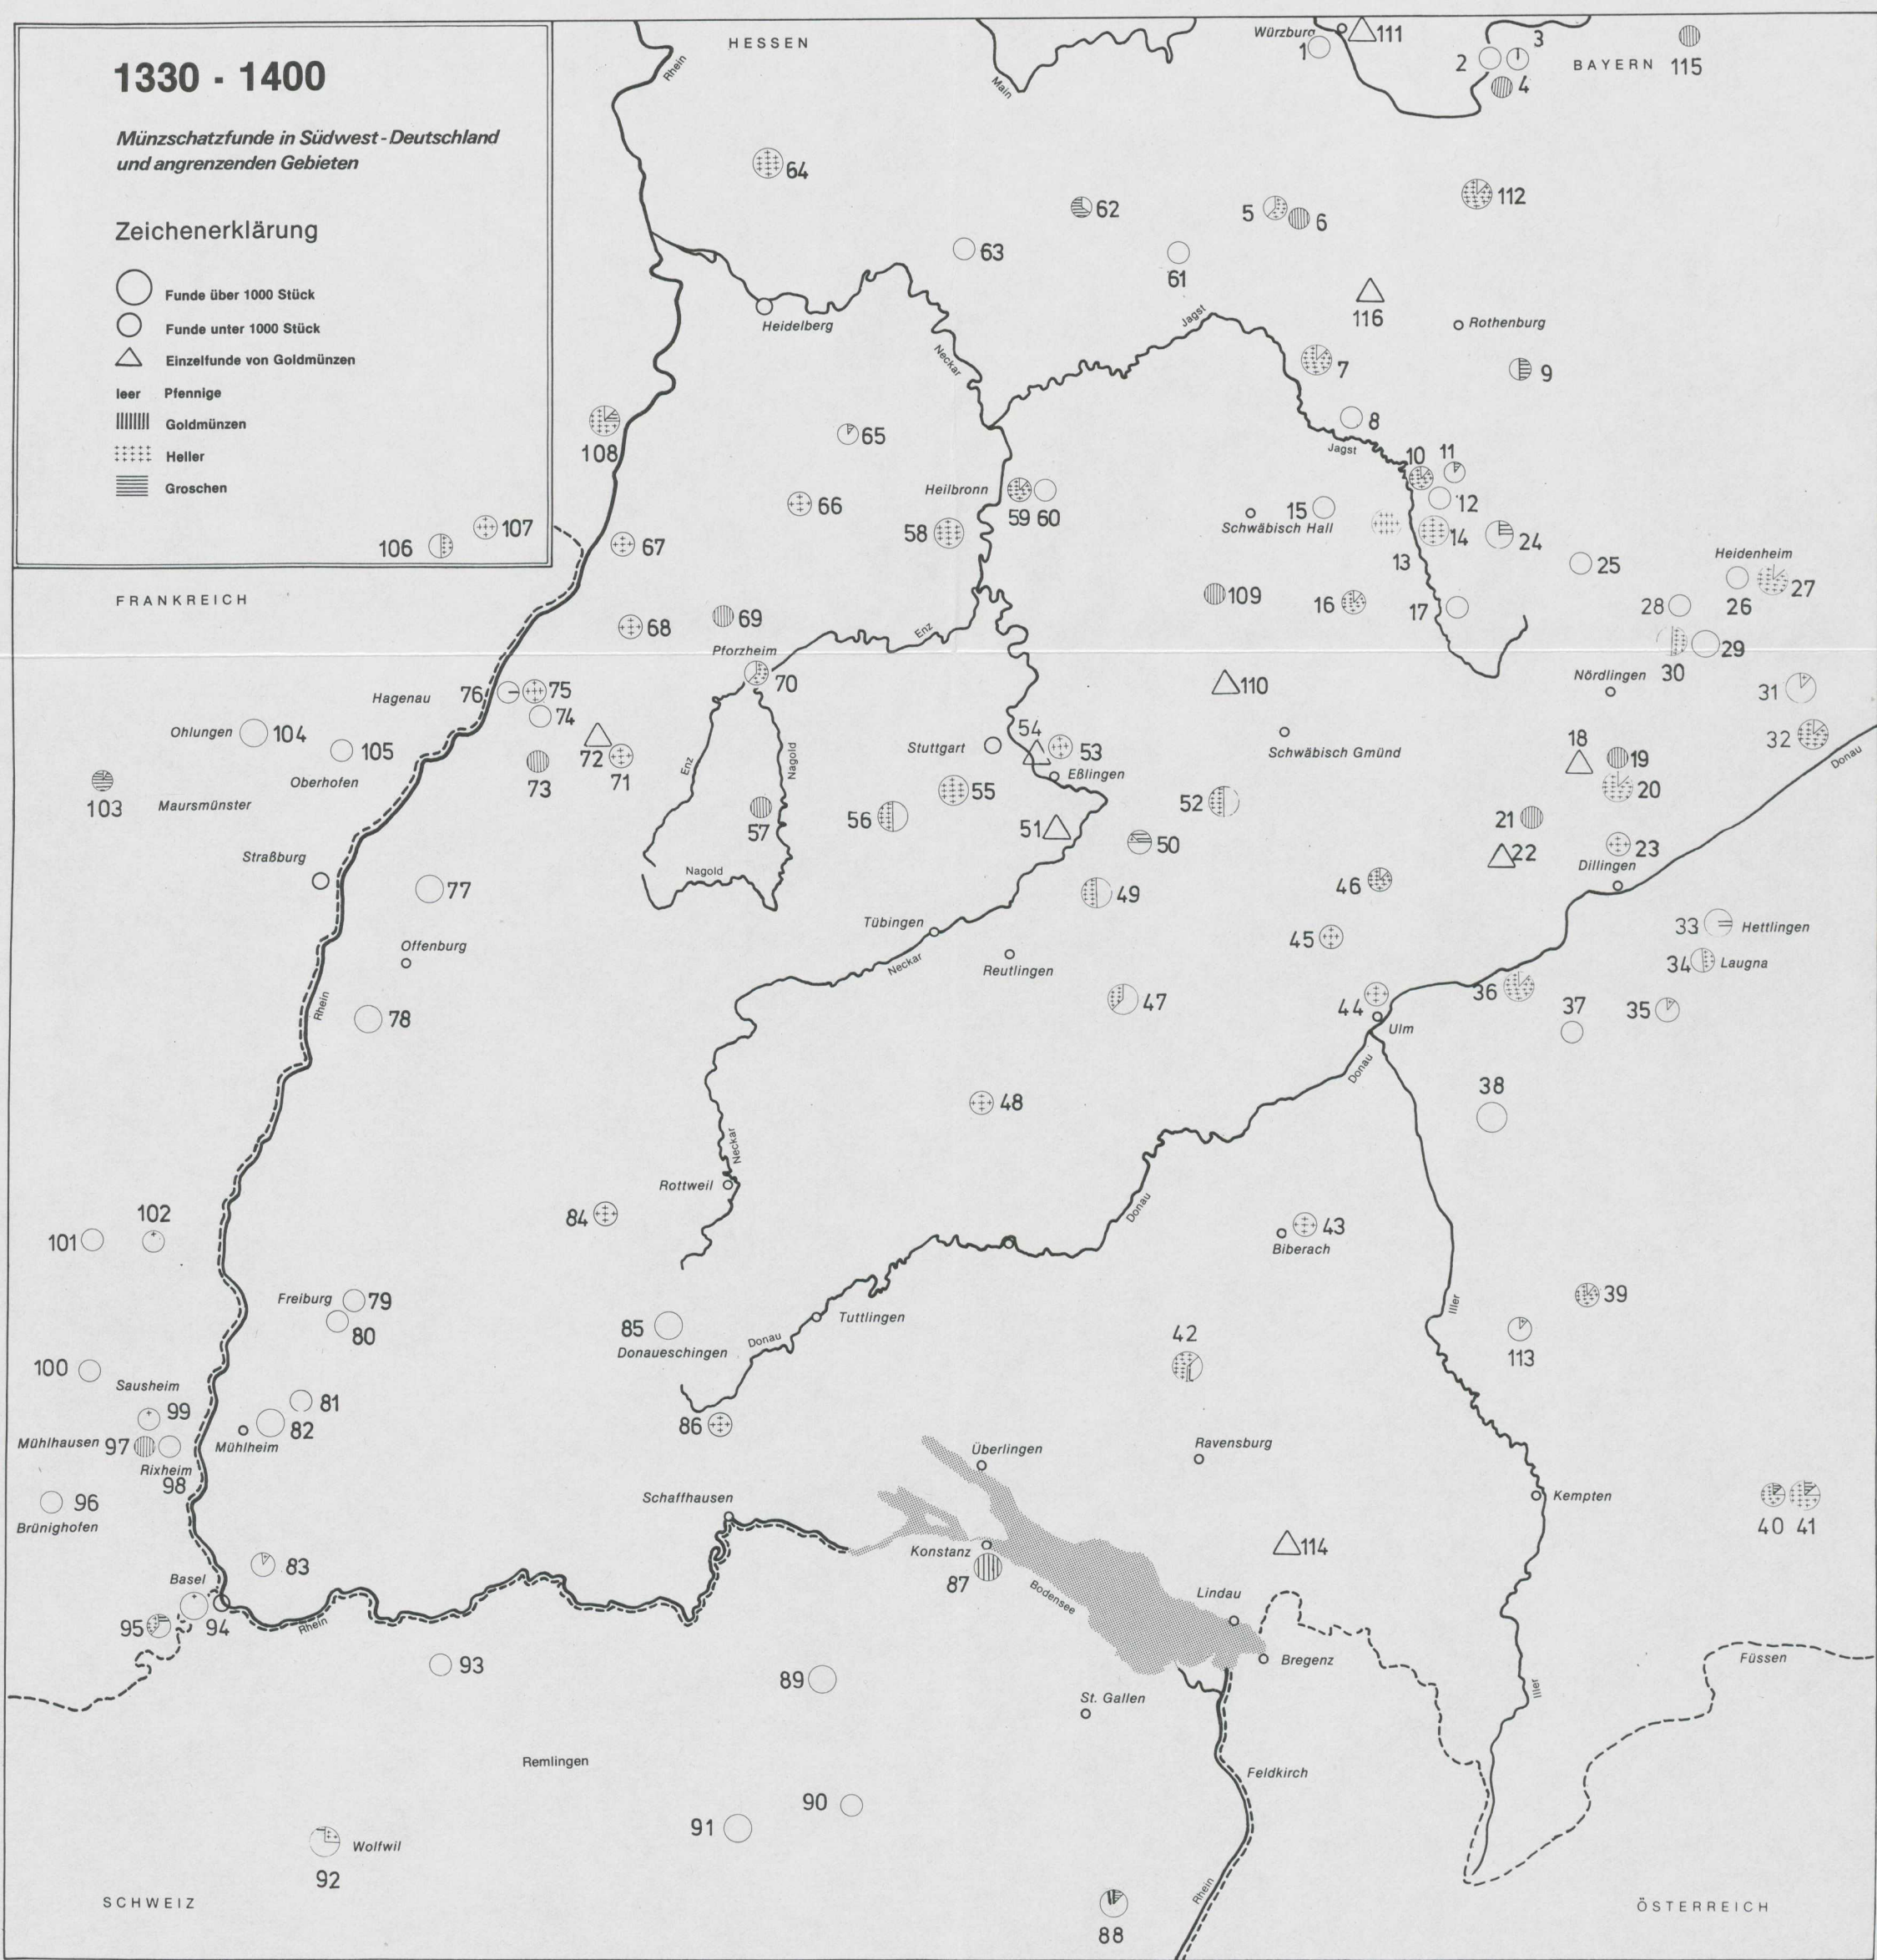 1330 - 1400
Münzschatzfunde in Südwest-Deutschland
und angrenzenden Gebieten
Zeichenerklärung
Funde über 1000 Stück
Funde unter 1000 Stück
Einzelfunde von Goldmünzen
leer Pfennige
Goldmünzen
Heller
Groschen
106
107
FRANKREICH
HESSEN
Rhein
Main
Würzburg
1
111
2
3
4
BAYERN
115
64
62
5
6
112
63
61
116
Rothenburg
Heidelberg
Neckar
Jagst
7
9
8
Jagst
108
65
66
67
Heilbronn
58
59 60
Schwäbisch Hall
15
10
11
12
13
14
24
25
Heidenheim
26
27
28
29
30
109
16
17
68
69
Pforzheim
70
Enz
110
Nördlingen
31
32
Donau
Hagenau
76
75
74
Ohlungen
104
105
Oberhofen
72
71
73
103
Maursmünster
Enz
Nagold
57
Nagold
Stuttgart
54
53
Eßlingen
55
56
51
50
52
Schwäbisch Gmünd
18
19
20
21
22
23
Dillingen
Straßburg
77
Offenburg
Rhein
78
Tübingen
Neckar
Reutlingen
49
46
45
47
44
Ulm
Donau
33
Hettlingen
34
Laugna
35
36
37
38
48
Neckar
Rottweil
84
Donau
43
Biberach
Iller
39
113
101
102
Freiburg
79
80
85
Donaueschingen
Donau
Tuttlingen
42
86
100
Sausheim
99
81
82
Mühlheim
Mühlhausen
97
Rixheim
98
96
Brünighofen
Überlingen
Ravensburg
Kempten
40 41
Schaffhausen
Konstanz
87
Bodensee
114
Lindau
Bregenz
83
Basel
95
94
Rhein
93
89
St. Gallen
Iller
Füssen
Remlingen
Feldkirch
90
91
92
Wolfwil
88
Rhein
SCHWEIZ
ÖSTERREICH